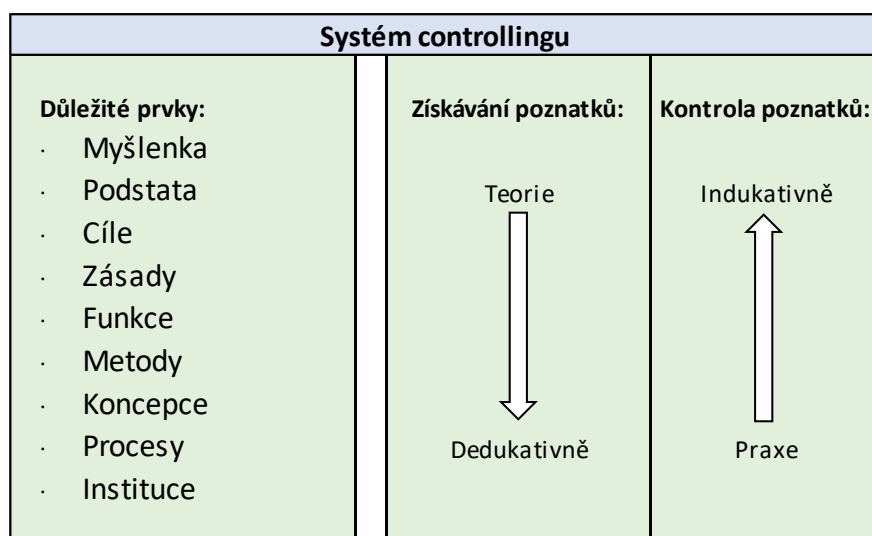 Systém controllingu
Důležité prvky:
· Myšlenka
· Podstata
· Cíle
· Zásady
· Funkce
· Metody
· Koncepce
· Procesy
· Instituce
Získávání poznatků:
Teorie
Dedukativně
Kontrola poznatků:
Indukativně
Praxe